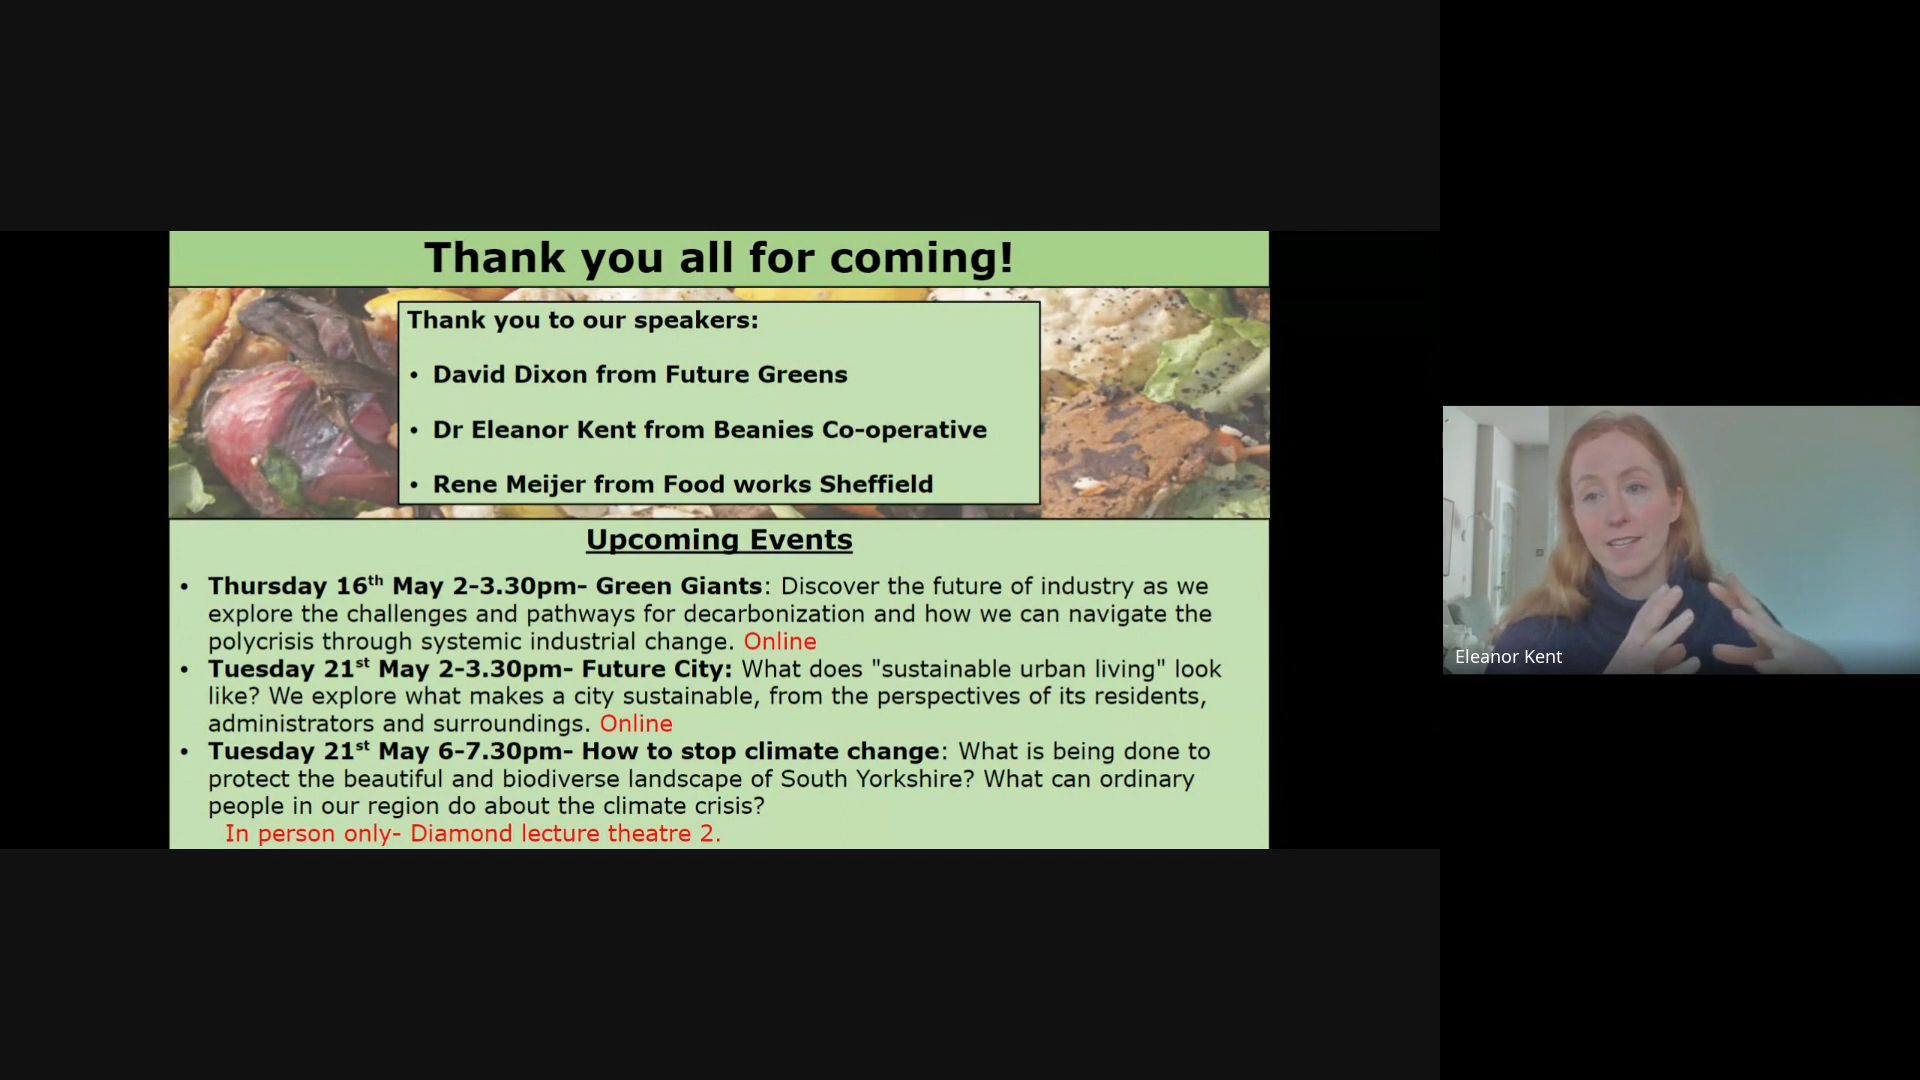 Thank you all for coming!
Thank you to our speakers:
• David Dixon from Future Greens
• Dr Eleanor Kent from Beanies Co-operative
• Rene Meijer from Food works Sheffield
Upcoming Events
• Thursday 16th May 2-3.30pm- Green Giants: Discover the future of industry as we
explore the challenges and pathways for decarbonization and how we can navigate the
polycrisis through systemic industrial change. Online
• Tuesday 21st May 2-3.30pm- Future City: What does "sustainable urban living" look
like? We explore what makes a city sustainable, from the perspectives of its residents,
administrators and surroundings. Online
• Tuesday 21st May 6-7.30pm- How to stop climate change: What is being done to
protect the beautiful and biodiverse landscape of South Yorkshire? What can ordinary
people in our region do about the climate crisis?
In person only- Diamond lecture theatre 2.
Eleanor Kent